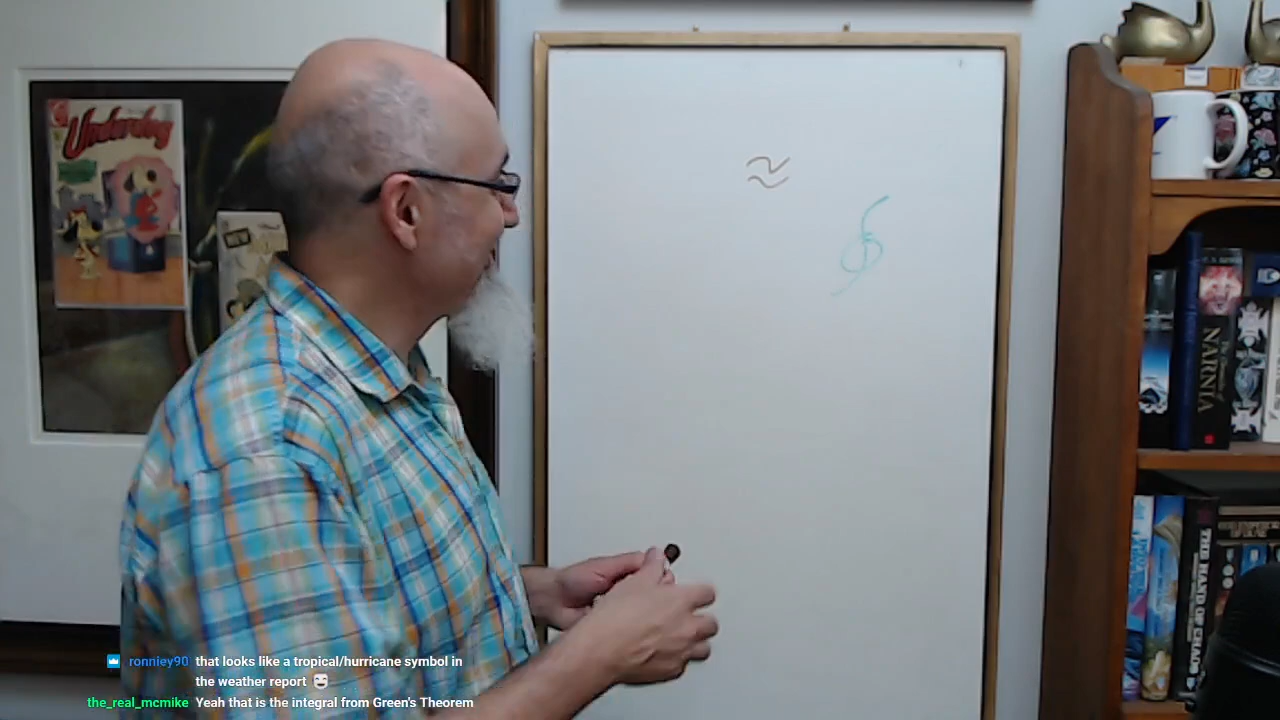 Underdog
NEW
≈
∮
NARNIA
THE HAND OF CHAOS
ronniey90 that looks like a tropical/hurricane symbol in
the weather report
the_real_mcmike Yeah that is the integral from Green's Theorem